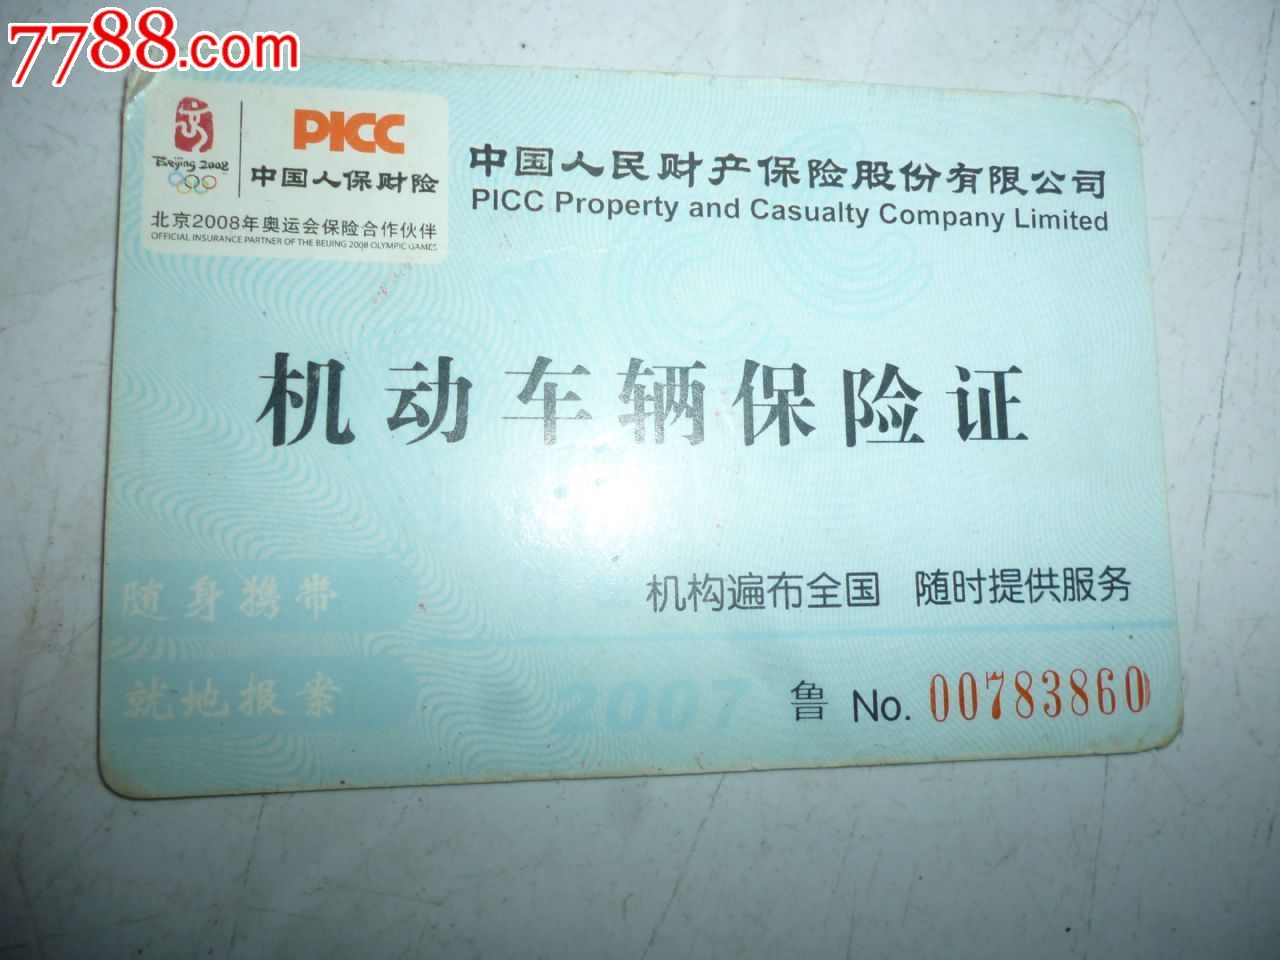 7788.com
Beijing 2008
PICC
中国人保财险
北京2008年奥运会保险合作伙伴
OFFICIAL INSURANCE PARTNER OF THE BEIJING 2008 OLYMPIC GAMES
中国人民财产保险股份有限公司
PICC Property and Casualty Company Limited
机动车辆保险证
随身携带
机构遍布全国 随时提供服务
就地报案
2007
鲁 No. 00783860